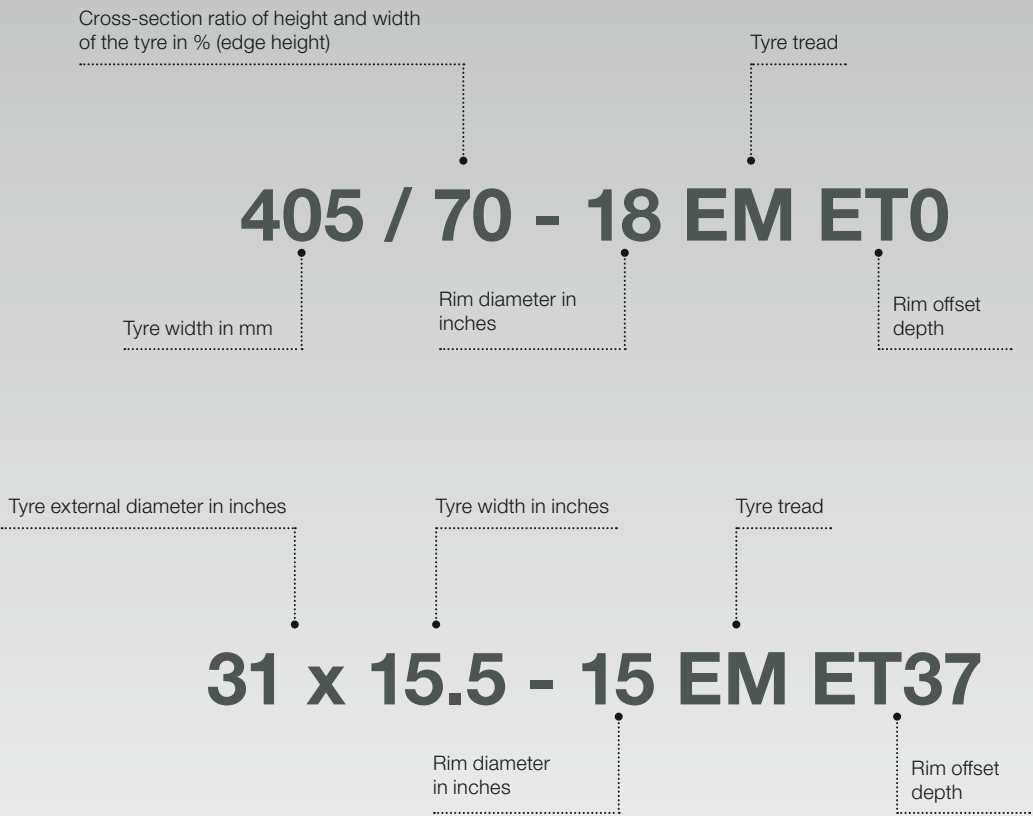 Cross-section ratio of height and width
of the tyre in % (edge height)
Tyre tread
405 / 70 - 18 EM ET0
Tyre width in mm
Rim diameter in
inches
Rim offset
depth
Tyre external diameter in inches
Tyre width in inches
Tyre tread
31 x 15.5 - 15 EM ET37
Rim diameter
in inches
Rim offset
depth